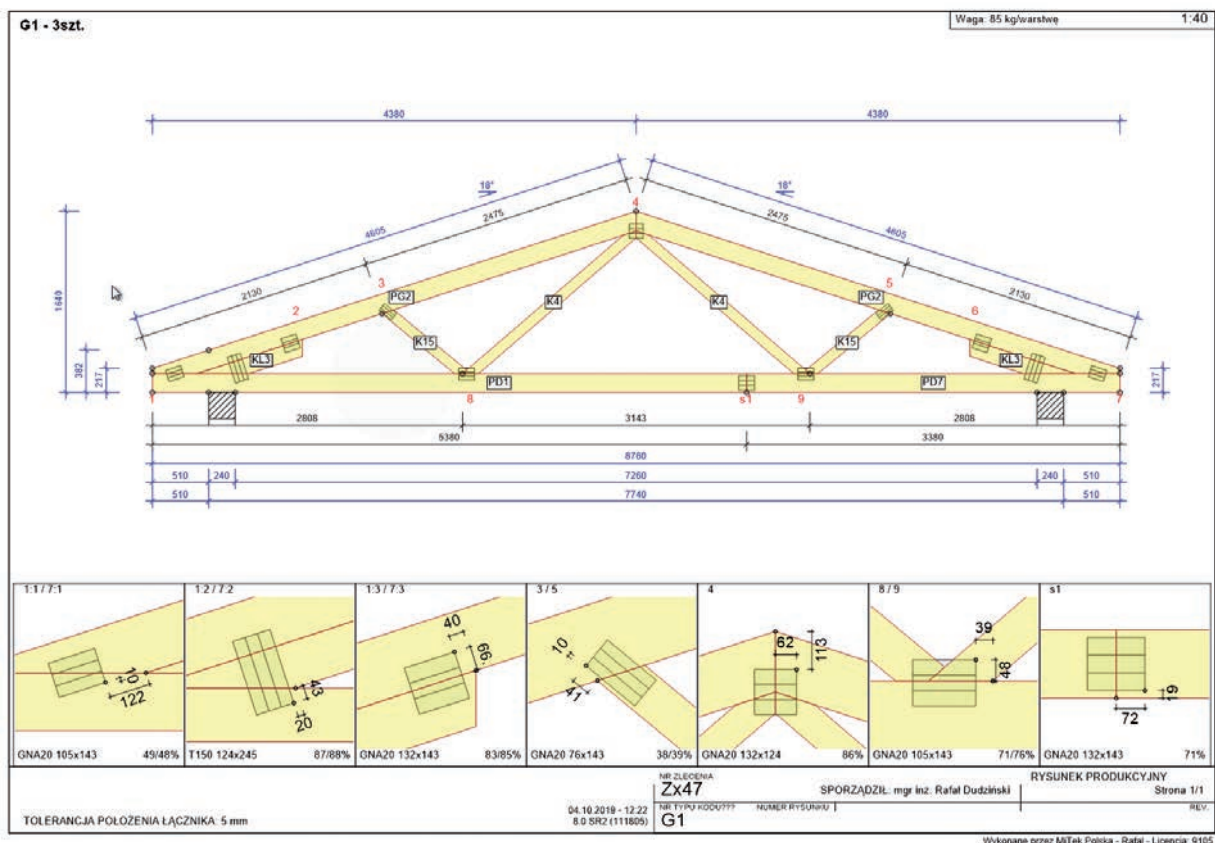 G1 - 3szt.
Waga: 85 kg/warstwę 1:40
4380 4380
18° 18°
4605 2475 2475 4605
4
2130 2130
1640
3 5
PG2 PG2
2 6
K4 K4
K15 K15
382
217
KL3 KL3
217
PD1 PD7
1 8 s1 9 7
2808 3143 2808
5380 3380
8760
510 240 7260 240 510
510 7740 510
1:1 / 7:1
10
122
GNA20 105x143 49/48%
1:2 / 7:2
43
20
T150 124x245 87/88%
1:3 / 7:3
40
66
GNA20 132x143 83/85%
3 / 5
10
41
GNA20 76x143 38/39%
4
62
113
GNA20 132x124 86%
8 / 9
39
48
GNA20 105x143 71/76%
s1
19
72
GNA20 132x143 71%
TOLERANCJA POŁOŻENIA ŁĄCZNIKA: 5 mm
04.10.2019 - 12:22
8.0 SR2 (111805)
NR ZLECENIA
Zx47
SPORZĄDZIŁ: mgr inż. Rafał Dudziński
RYSUNEK PRODUKCYJNY
Strona 1/1
NR TYPU KODU??? NUMER RYSUNKU REV.
G1
Wykonane przez MiTek Polska - Rafal - Licencja: 9105